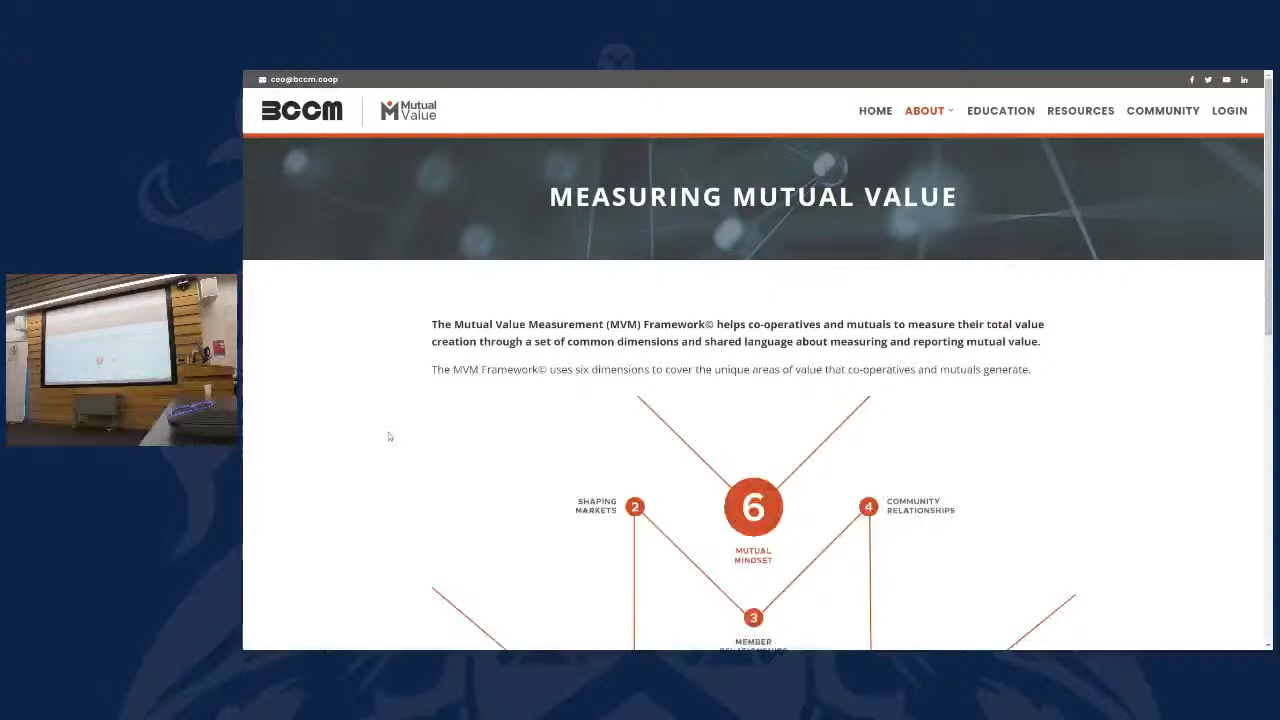 ceo@bccm.coop
BCCM
Mutual
Value
HOME ABOUT EDUCATION RESOURCES COMMUNITY LOGIN
MEASURING MUTUAL VALUE
The Mutual Value Measurement (MVM) Framework© helps co-operatives and mutuals to measure their total value
creation through a set of common dimensions and shared language about measuring and reporting mutual value.
The MVM Framework© uses six dimensions to cover the unique areas of value that co-operatives and mutuals generate.
SHAPING
MARKETS
2
6
4
COMMUNITY
RELATIONSHIPS
MUTUAL
MINDSET
3
MEMBER
RELATIONSHIPS